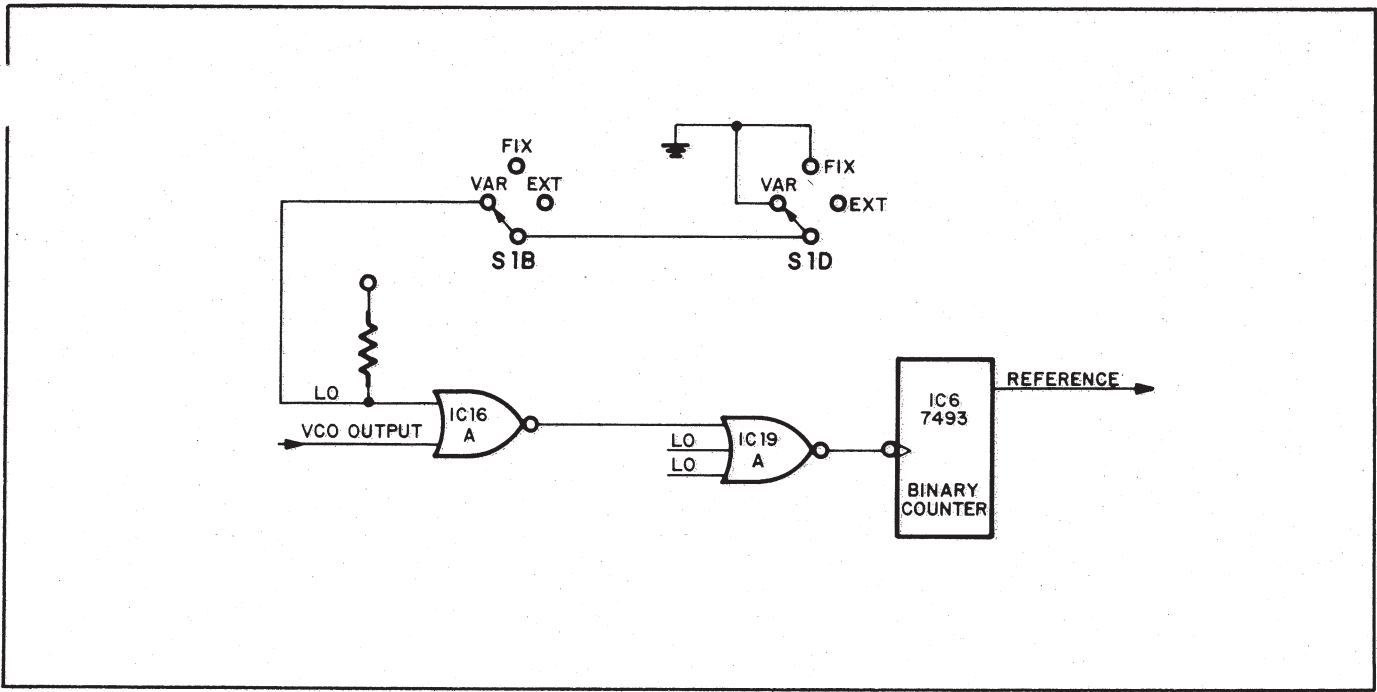 FIX
VAR EXT
S1B
FIX
VAR
EXT
S1D
LO
VCO OUTPUT
IC16
A
LO
LO
IC19
A
IC6
7493
BINARY
COUNTER
REFERENCE